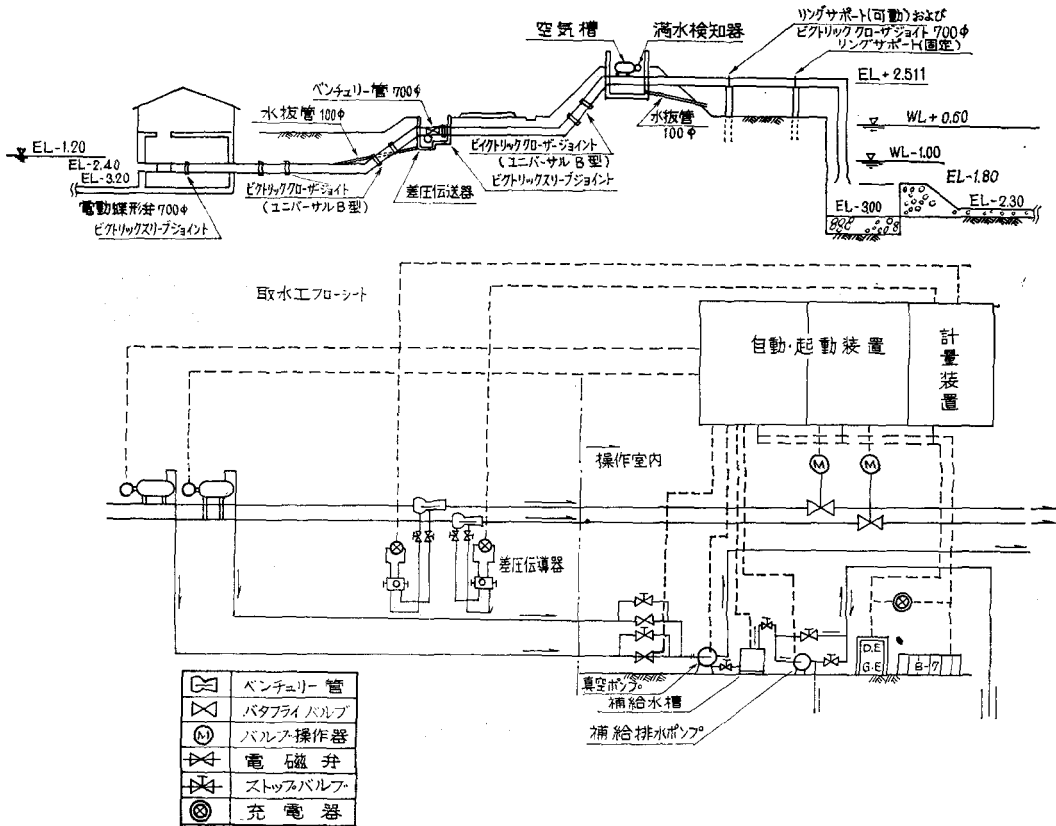 リングサポート(可動)および
ビクトリック クローザジョイト 700φ
リングサポート(固定)
空気槽
満水検知器
EL+2.511
ベンチュリー管 700φ
水抜管 100φ
水抜管
100φ
WL+0.60
EL-1.20
WL-1.00
EL-2.40
EL-3.20
EL-1.80
ビクトリッククローザージョイント
(ユニバーサルB型)
ビクトリックスリーブジョイント
差圧伝送器
ビクトリッククローザージョイト
(ユニバーサルB型)
EL-3.00
EL-2.30
電動蝶形弁700φ
ビクトリックスリーブジョイント
取水工フローシート
自動・起動装置
計量装置
操作室内
M
M
差圧伝導器
D.E
G.E
B-7
真空ポンプ
補給水槽
補給排水ポンプ
ベンチェリー管
バタフライバルブ
M バルブ操作器
電磁弁
ストップバルブ
充電器